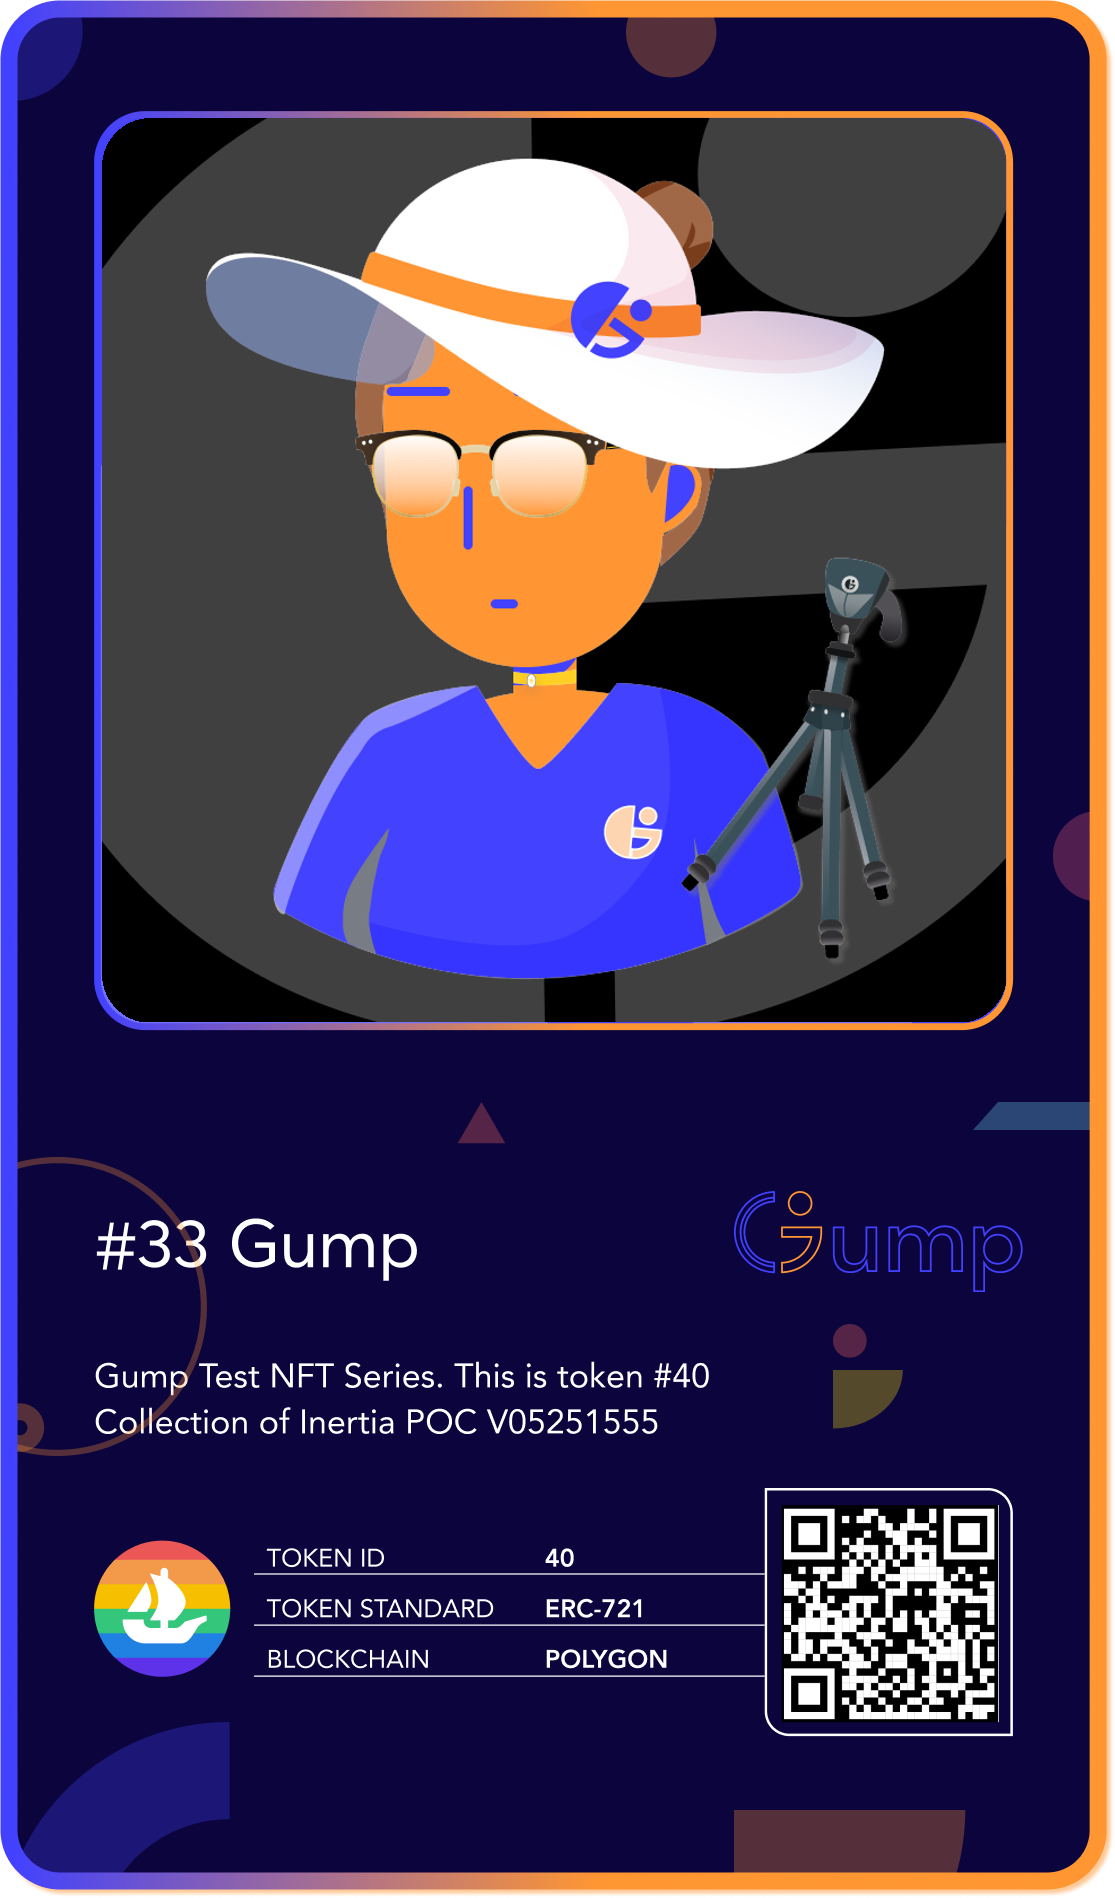 #33 Gump
Gump
Gump Test NFT Series. This is token #40
Collection of Inertia POC V05251555
TOKEN ID 40
TOKEN STANDARD ERC-721
BLOCKCHAIN POLYGON